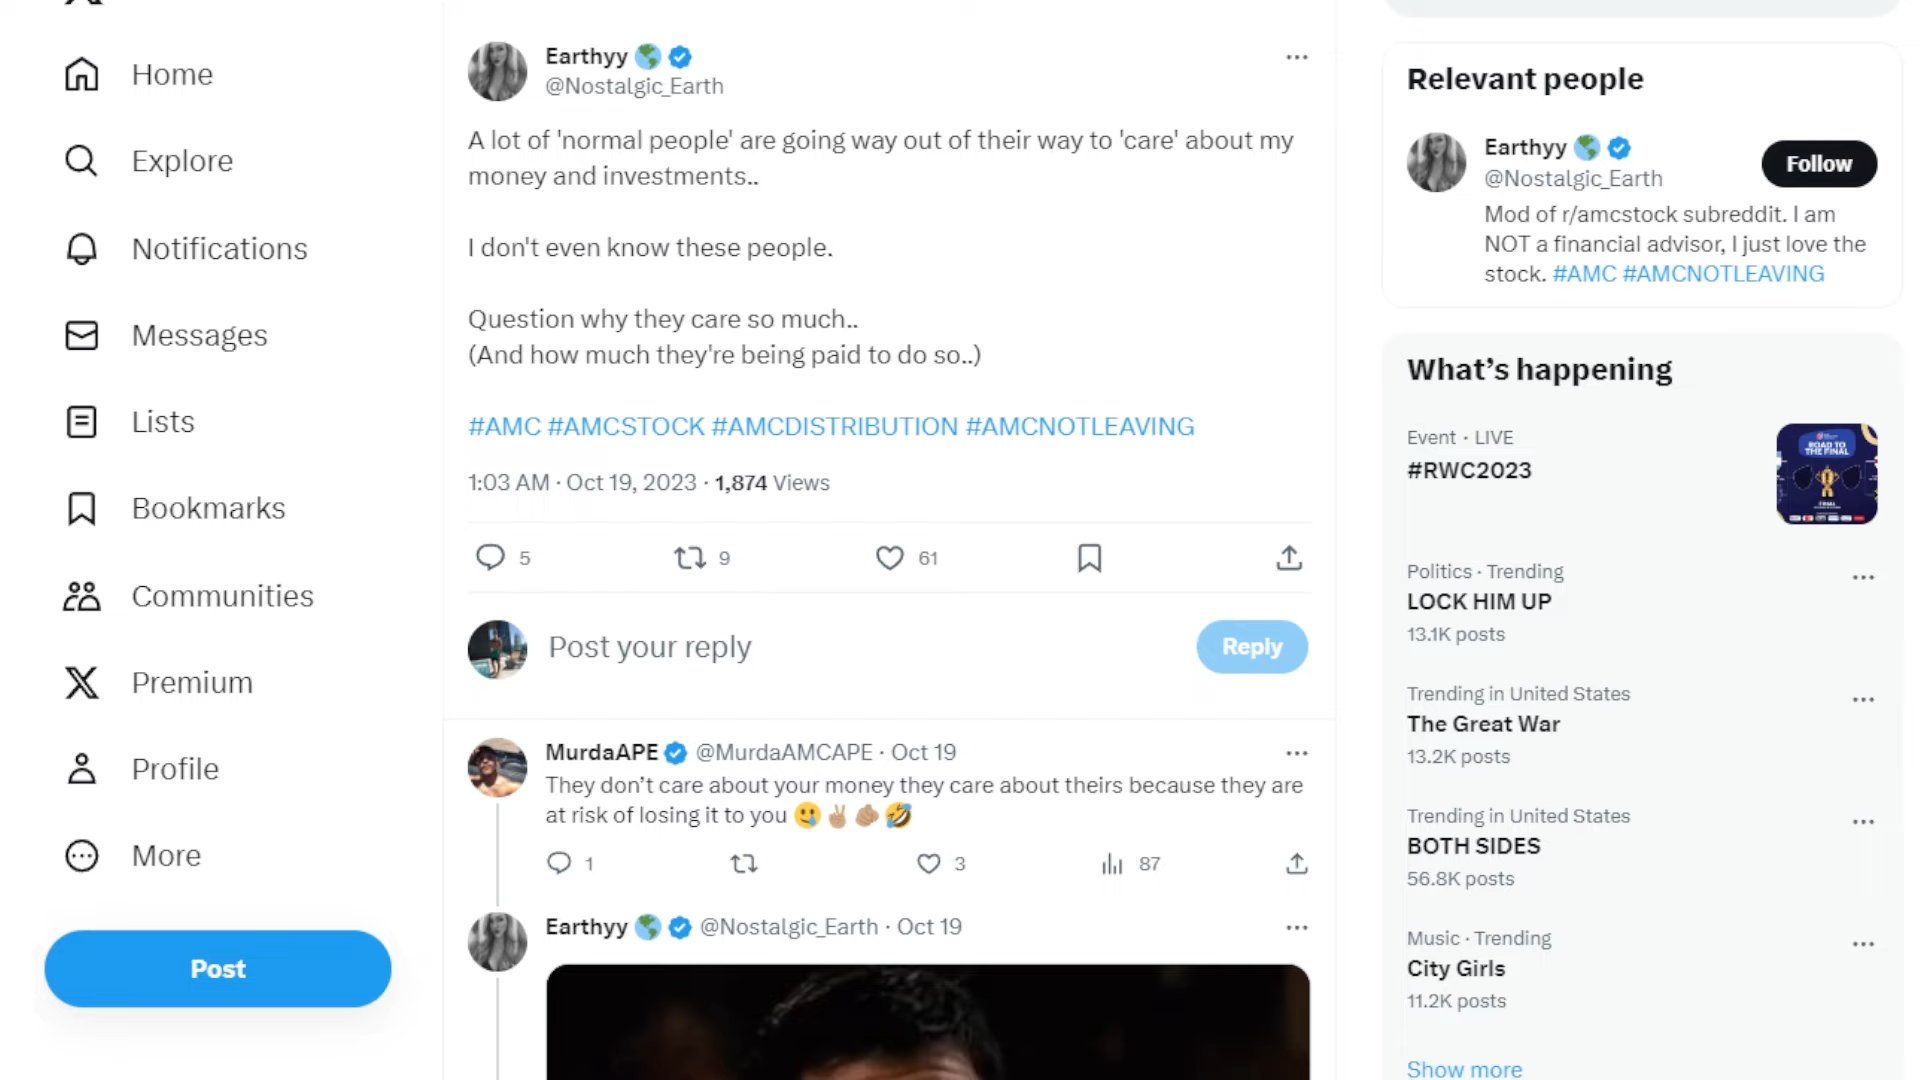 Home
Explore
Notifications
Messages
Lists
Bookmarks
Communities
Premium
Profile
More
Post
Earthyy
@Nostalgic_Earth
A lot of 'normal people' are going way out of their way to 'care' about my
money and investments..
I don't even know these people.
Question why they care so much..
(And how much they're being paid to do so..)
#AMC #AMCSTOCK #AMCDISTRIBUTION #AMCNOTLEAVING
1:03 AM · Oct 19, 2023 · 1,874 Views
5 9 61
Post your reply
Reply
MurdaAPE @MurdaAMCAPE · Oct 19
They don’t care about your money they care about theirs because they are
at risk of losing it to you 🥲✌🏽🫵🏽🤣
1 3 87
Earthyy @Nostalgic_Earth · Oct 19
Relevant people
Earthyy
@Nostalgic_Earth
Follow
Mod of r/amcstock subreddit. I am
NOT a financial advisor, I just love the
stock. #AMC #AMCNOTLEAVING
What’s happening
Event · LIVE
#RWC2023
ROAD TO
THE FINAL
Politics · Trending
LOCK HIM UP
13.1K posts
Trending in United States
The Great War
13.2K posts
Trending in United States
BOTH SIDES
56.8K posts
Music · Trending
City Girls
11.2K posts
Show more